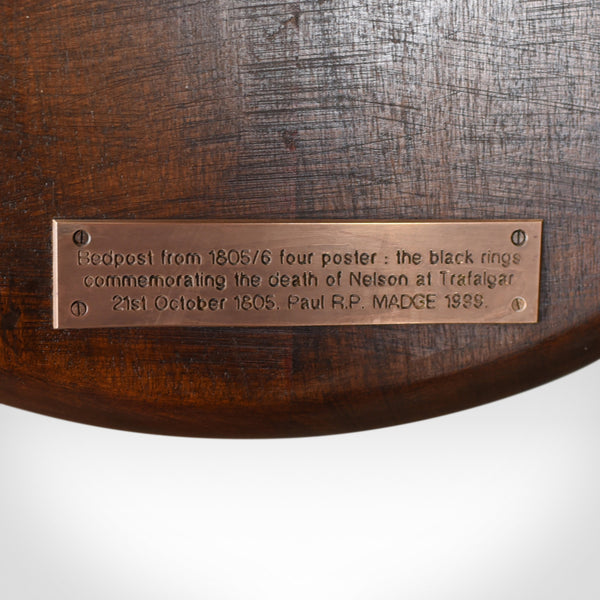 Bedpost from 1805/6 four poster : the black rings
commemorating the death of Nelson at Trafalgar
21st October 1805. Paul R.P. MADGE 1998.